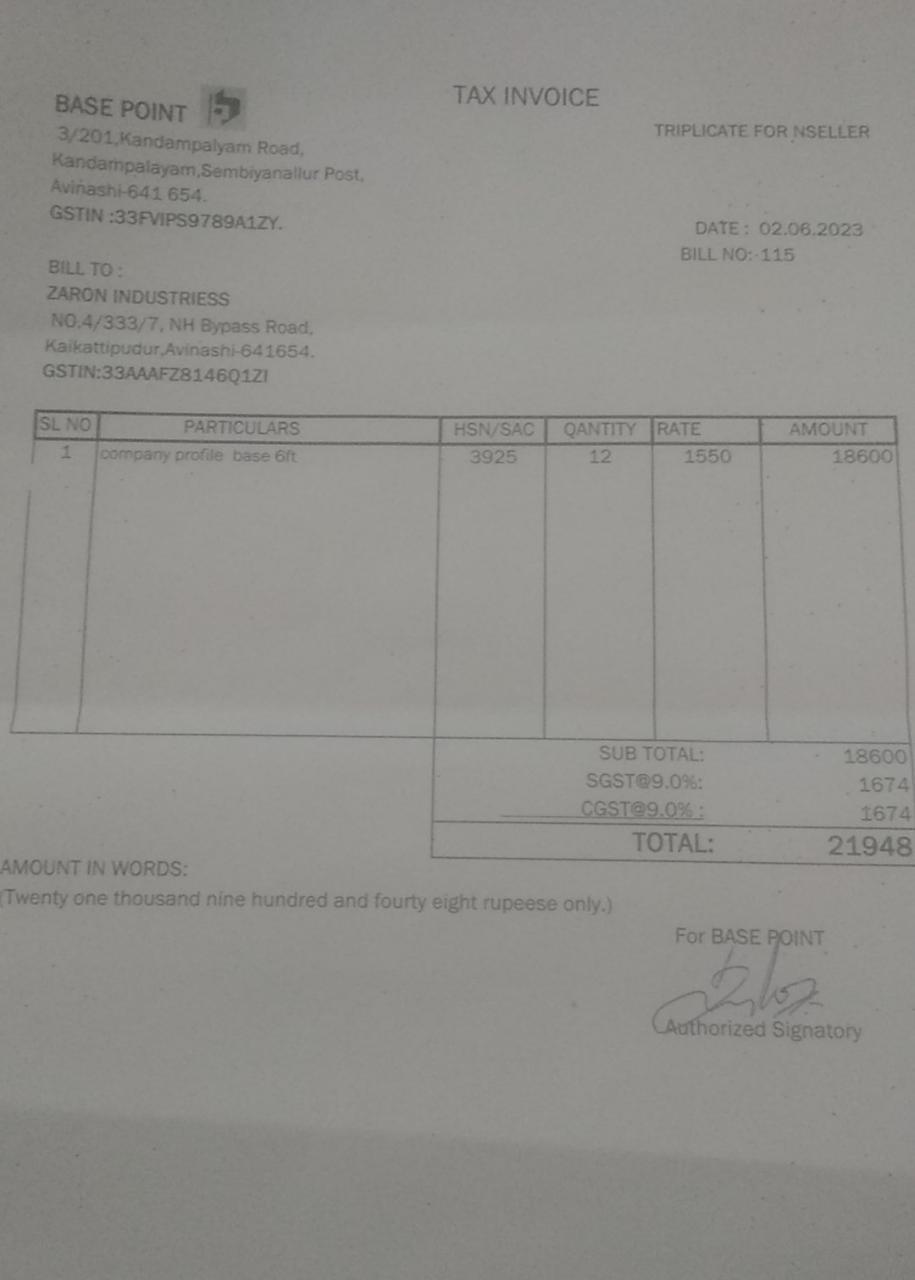 TAX INVOICE
BASE POINT
TRIPLICATE FOR NSELLER
3/201,Kandampalyam Road,
Kandampalayam,Sembiyanallur Post,
Avinashi-641 654.
GSTIN :33FVIPS9789A1ZY.
DATE : 02.06.2023
BILL NO: 115
BILL TO :
ZARON INDUSTRIESS
NO.4/333/7, NH Bypass Road,
Kaikattipudur,Avinashi-641654.
GSTIN:33AAAFZ8146Q1ZI
SL NO PARTICULARS HSN/SAC QANTITY RATE AMOUNT
1 company profile base 6ft 3925 12 1550 18600
SUB TOTAL: 18600
SGST@9.0%: 1674
CGST@9.0% : 1674
TOTAL: 21948
AMOUNT IN WORDS:
(Twenty one thousand nine hundred and fourty eight rupeese only.)
For BASE POINT
Authorized Signatory